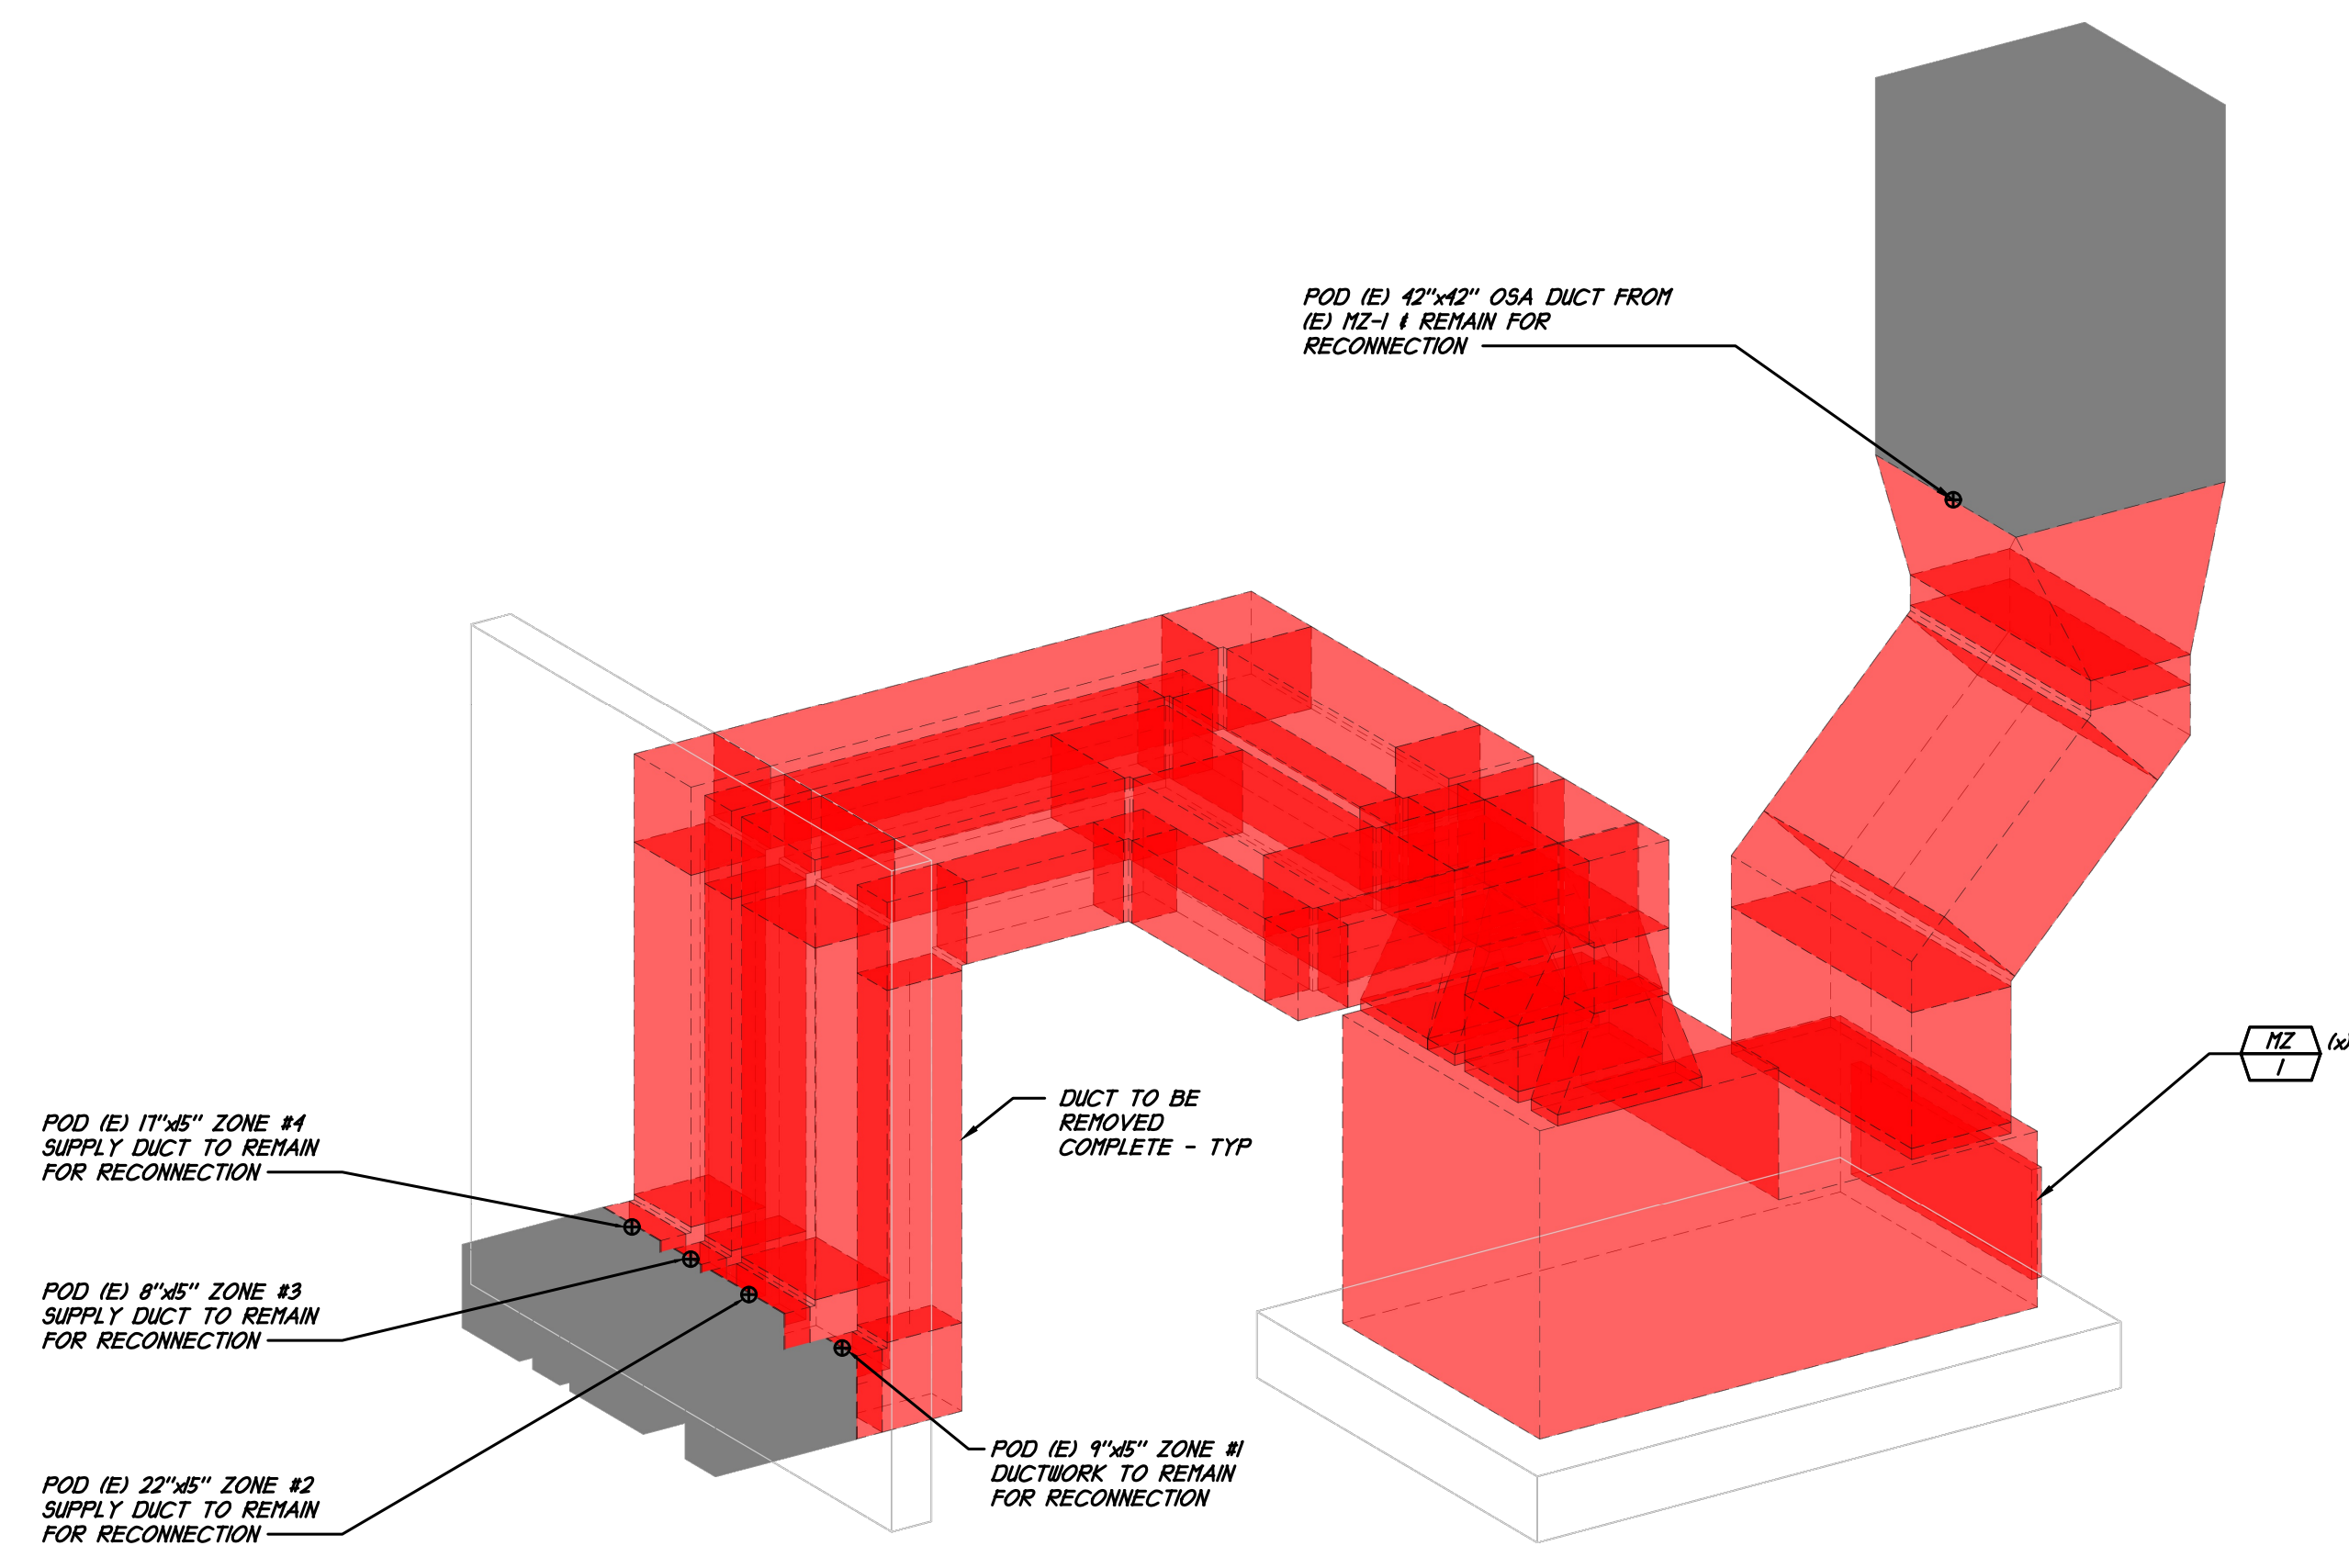 POD (E) 42"x42" OSA DUCT FROM
(E) MZ-1 & REMAIN FOR
RECONNECTION
MZ
1
(x)
DUCT TO BE
REMOVED
COMPLETE - TYP
POD (E) 17"x15" ZONE #4
SUPPLY DUCT TO REMAIN
FOR RECONNECTION
POD (E) 8"x15" ZONE #3
SUPPLY DUCT TO REMAIN
FOR RECONNECTION
POD (E) 22"x15" ZONE #2
SUPPLY DUCT TO REMAIN
FOR RECONNECTION
POD (E) 9"x15" ZONE #1
DUCTWORK TO REMAIN
FOR RECONNECTION